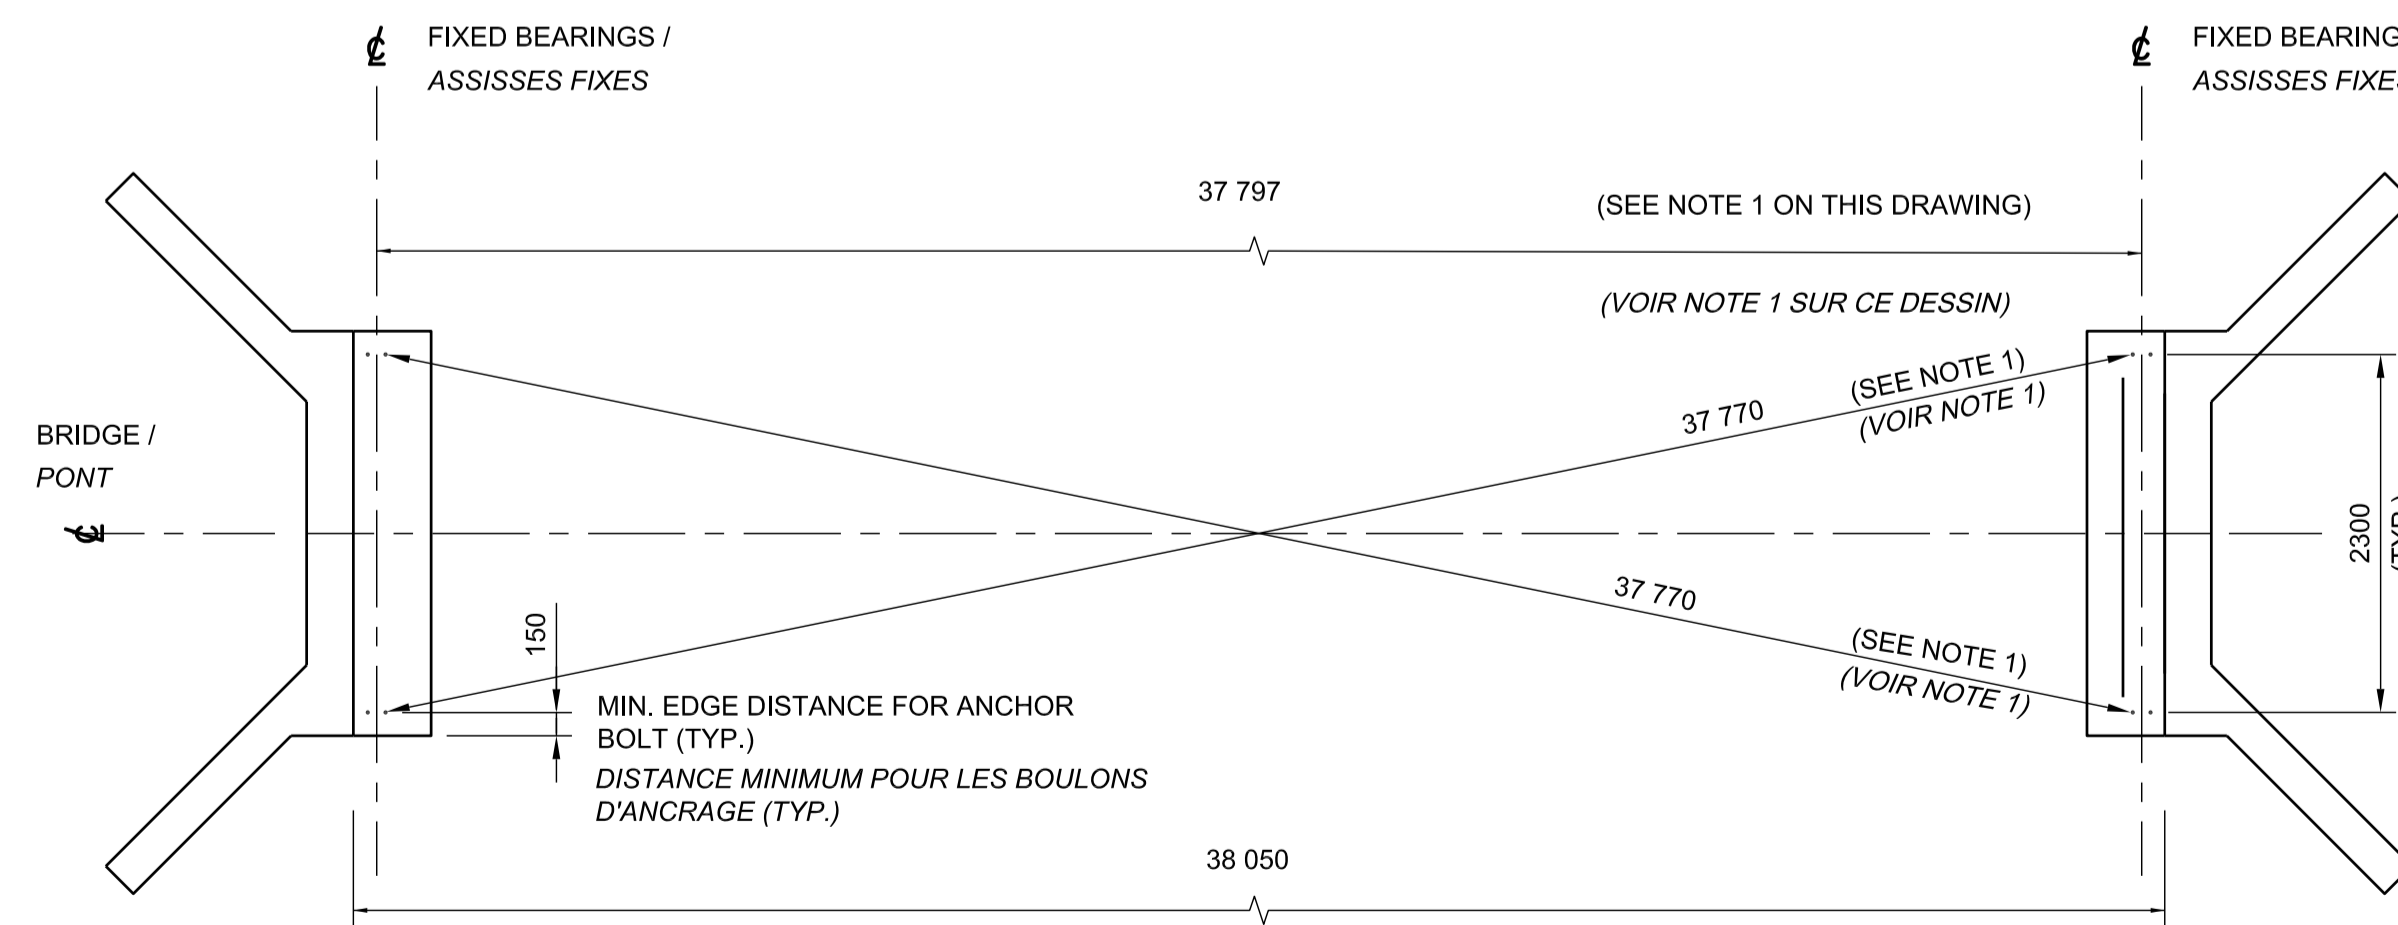 FIXED BEARINGS /
ASSISSES FIXES
FIXED BEARING
ASSISSES FIXES
37 797
(SEE NOTE 1 ON THIS DRAWING)
(VOIR NOTE 1 SUR CE DESSIN)
(SEE NOTE 1)
(VOIR NOTE 1)
37 770
BRIDGE /
PONT
2300
(TYP.)
37 770
(SEE NOTE 1)
(VOIR NOTE 1)
150
MIN. EDGE DISTANCE FOR ANCHOR
BOLT (TYP.)
DISTANCE MINIMUM POUR LES BOULONS
D'ANCRAGE (TYP.)
38 050